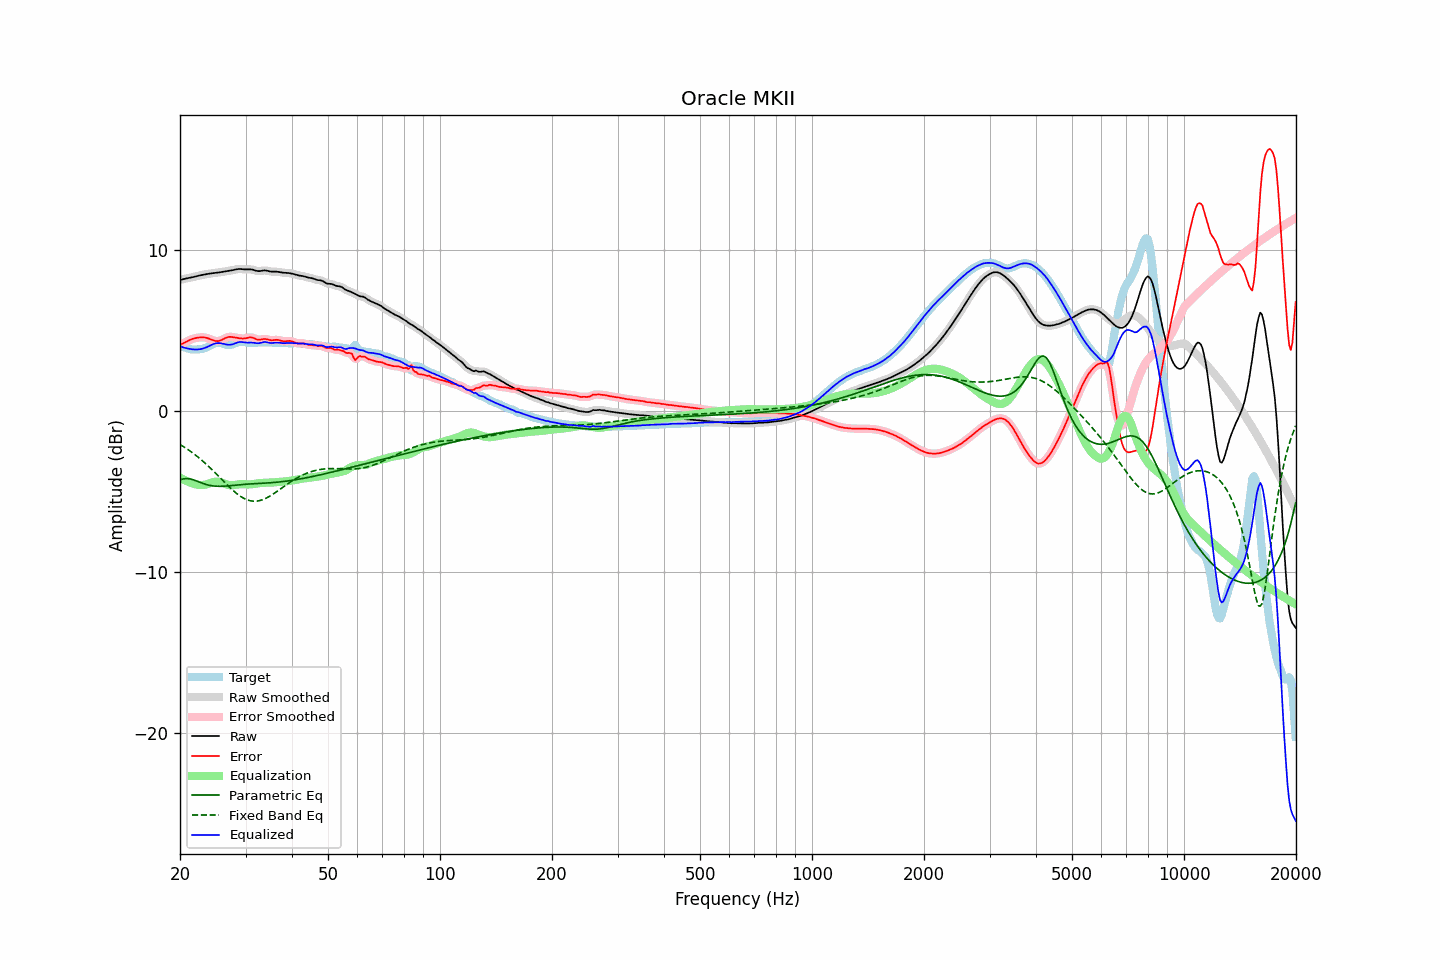 Oracle MKII
Amplitude (dBr)
10
0
−10
−20
Target
Raw Smoothed
Error Smoothed
Raw
Error
Equalization
Parametric Eq
Fixed Band Eq
Equalized
20 50 100 200 500 1000 2000 5000 10000 20000
Frequency (Hz)